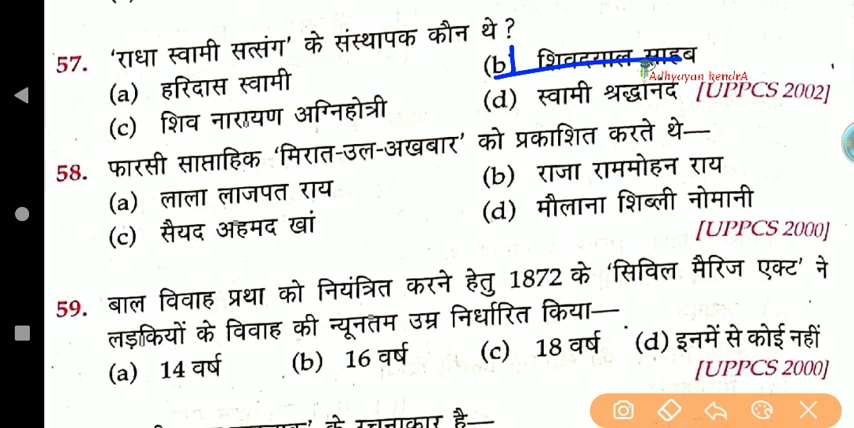 57. 'राधा स्वामी सत्संग' के संस्थापक कौन थे ?
(a) हरिदास स्वामी (b) शिवदयाल साहब
Adhyayan kendrA
(c) शिव नारायण अग्निहोत्री (d) स्वामी श्रद्धानंद [UPPCS 2002]
58. फारसी साप्ताहिक 'मिरात-उल-अखबार' को प्रकाशित करते थे—
(a) लाला लाजपत राय (b) राजा राममोहन राय
(c) सैयद अहमद खां (d) मौलाना शिब्ली नोमानी
[UPPCS 2000]
59. बाल विवाह प्रथा को नियंत्रित करने हेतु 1872 के 'सिविल मैरिज एक्ट' ने
लड़कियों के विवाह की न्यूनतम उम्र निर्धारित किया—
(a) 14 वर्ष (b) 16 वर्ष (c) 18 वर्ष (d) इनमें से कोई नहीं
[UPPCS 2000]
के रचनाकार है—